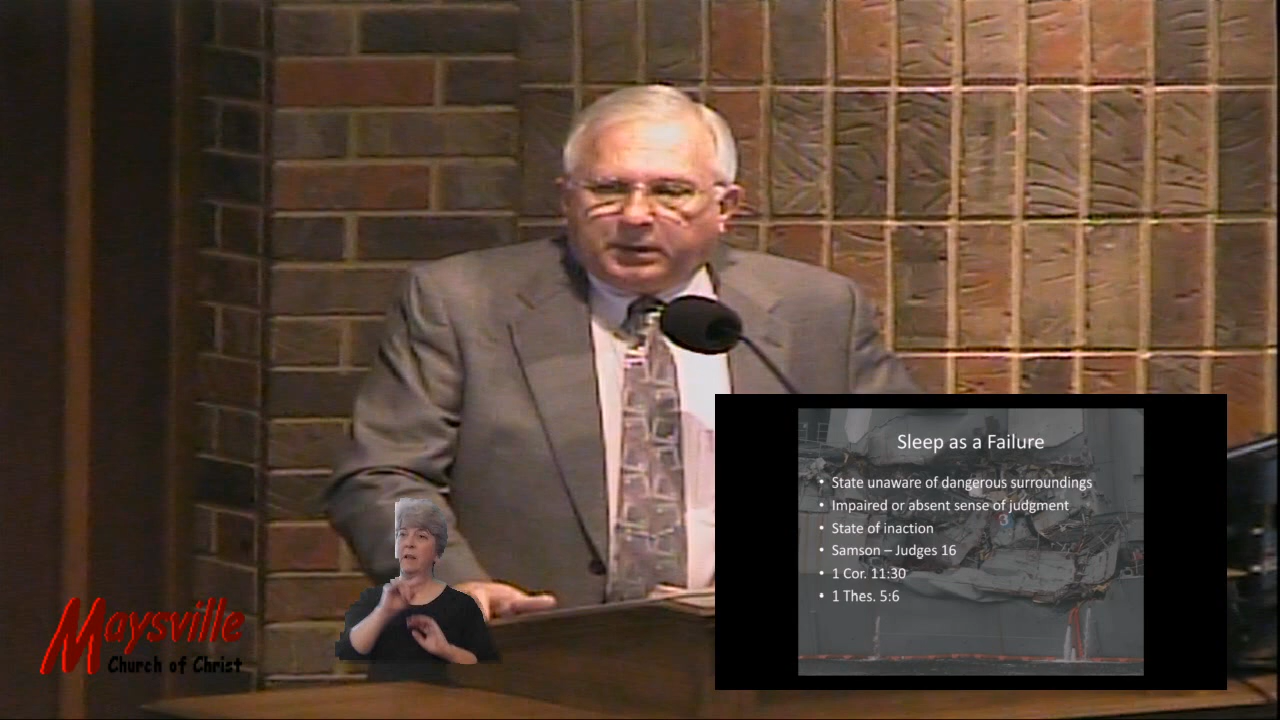 Sleep as a Failure
• State unaware of dangerous surroundings
• Impaired or absent sense of judgment
• State of inaction
• Samson – Judges 16
• 1 Cor. 11:30
• 1 Thes. 5:6
Maysville
Church of Christ